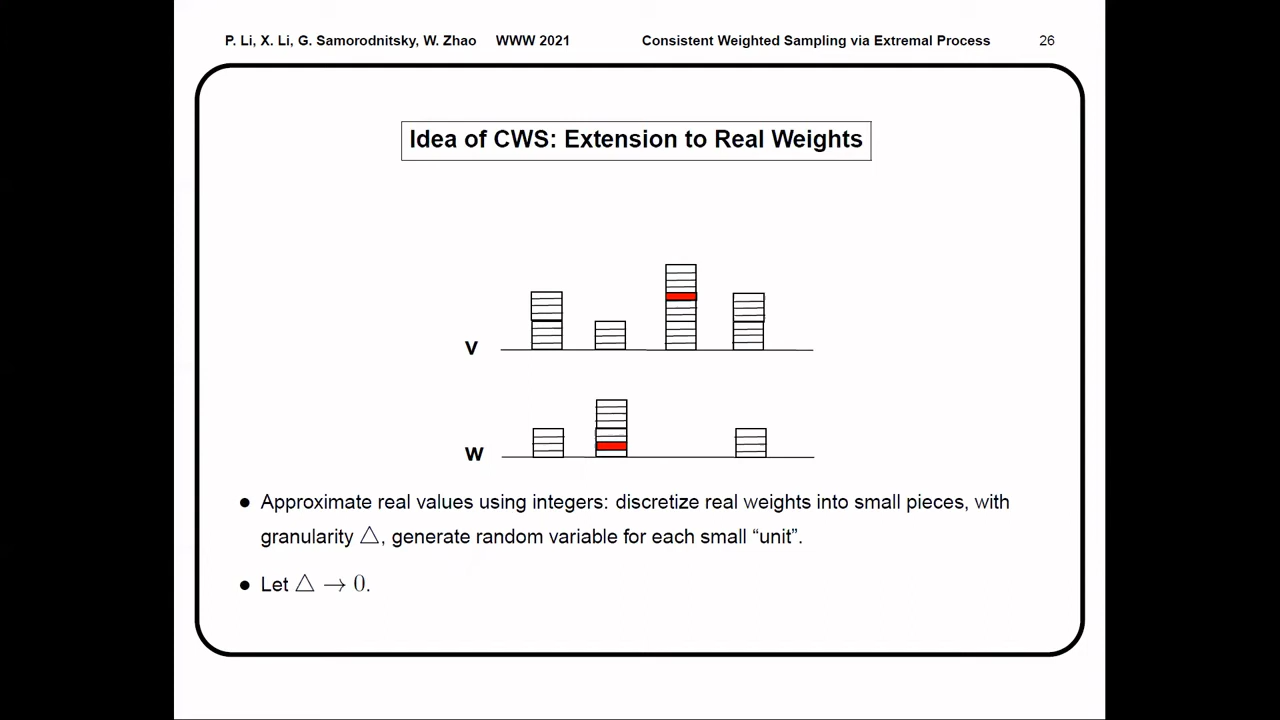 P. Li, X. Li, G. Samorodnitsky, W. Zhao WWW 2021 Consistent Weighted Sampling via Extremal Process 26
Idea of CWS: Extension to Real Weights
V
W
● Approximate real values using integers: discretize real weights into small pieces, with
granularity △, generate random variable for each small “unit”.
● Let △ → 0.